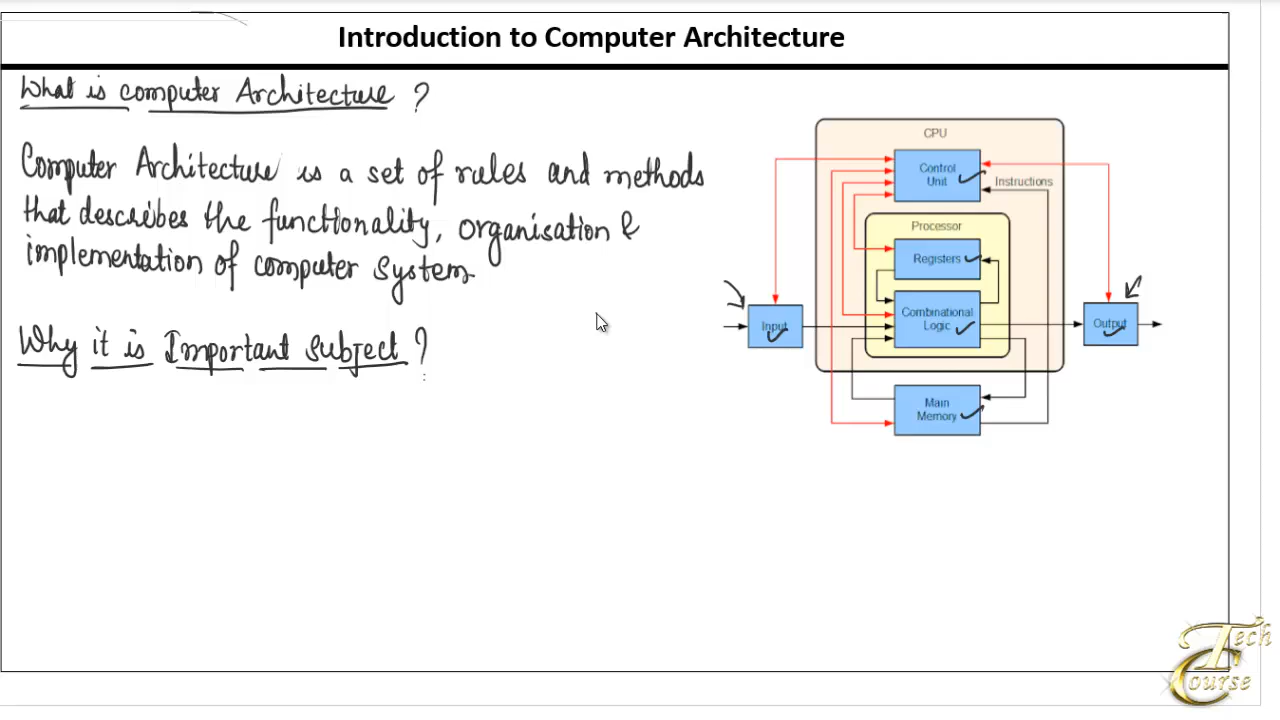 Introduction to Computer Architecture
What is computer Architecture ?
Computer Architecture is a set of rules and methods
that describes the functionality, organisation &
implementation of computer system
Why it is Important subject ?
CPU
Control
Unit
Instructions
Processor
Registers
Combinational
Logic
Input
Output
Main
Memory
Tech
Course